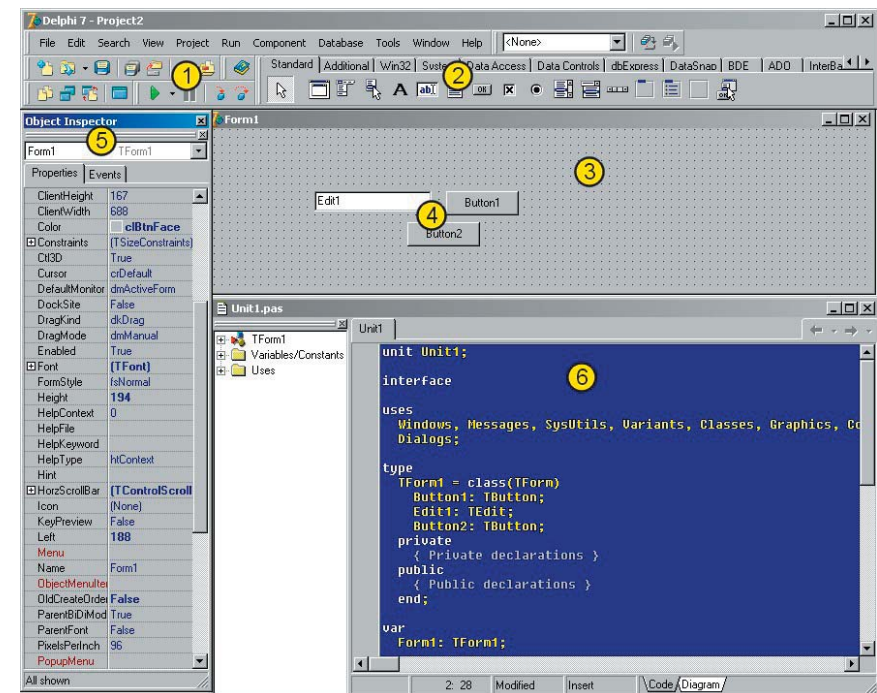 Delphi 7 - Project2
File Edit Search View Project Run Component Database Tools Window Help <None>
Standard Additional Win32 System Data Access Data Controls dbExpress DataSnap BDE ADO InterBa
1
2
A
ab
OK
OK
Object Inspector
5
Form1 TForm1
Properties Events
ClientHeight 167
ClientWidth 688
Color clBtnFace
Constraints (TSizeConstraints)
Ctl3D True
Cursor crDefault
DefaultMonitor dmActiveForm
DockSite False
DragKind dkDrag
DragMode dmManual
Enabled True
Font (TFont)
FormStyle fsNormal
Height 194
HelpContext 0
HelpFile
HelpKeyword
HelpType htContext
Hint
HorzScrollBar (TControlScroll
Icon (None)
KeyPreview False
Left 188
Menu
Name Form1
ObjectMenuIter
OldCreateOrder False
ParentBiDiMod True
ParentFont False
PixelsPerInch 96
PopupMenu
All shown
Form1
3
Edit1
4
Button1
Button2
Unit1.pas
TForm1
Variables/Constants
Uses
Unit1
6
unit Unit1;
interface
uses
Windows, Messages, SysUtils, Variants, Classes, Graphics, Co
Dialogs;
type
TForm1 = class(TForm)
Button1: TButton;
Edit1: TEdit;
Button2: TButton;
private
{ Private declarations }
public
{ Public declarations }
end;
var
Form1: TForm1;
2: 28 Modified Insert \Code/Diagram/